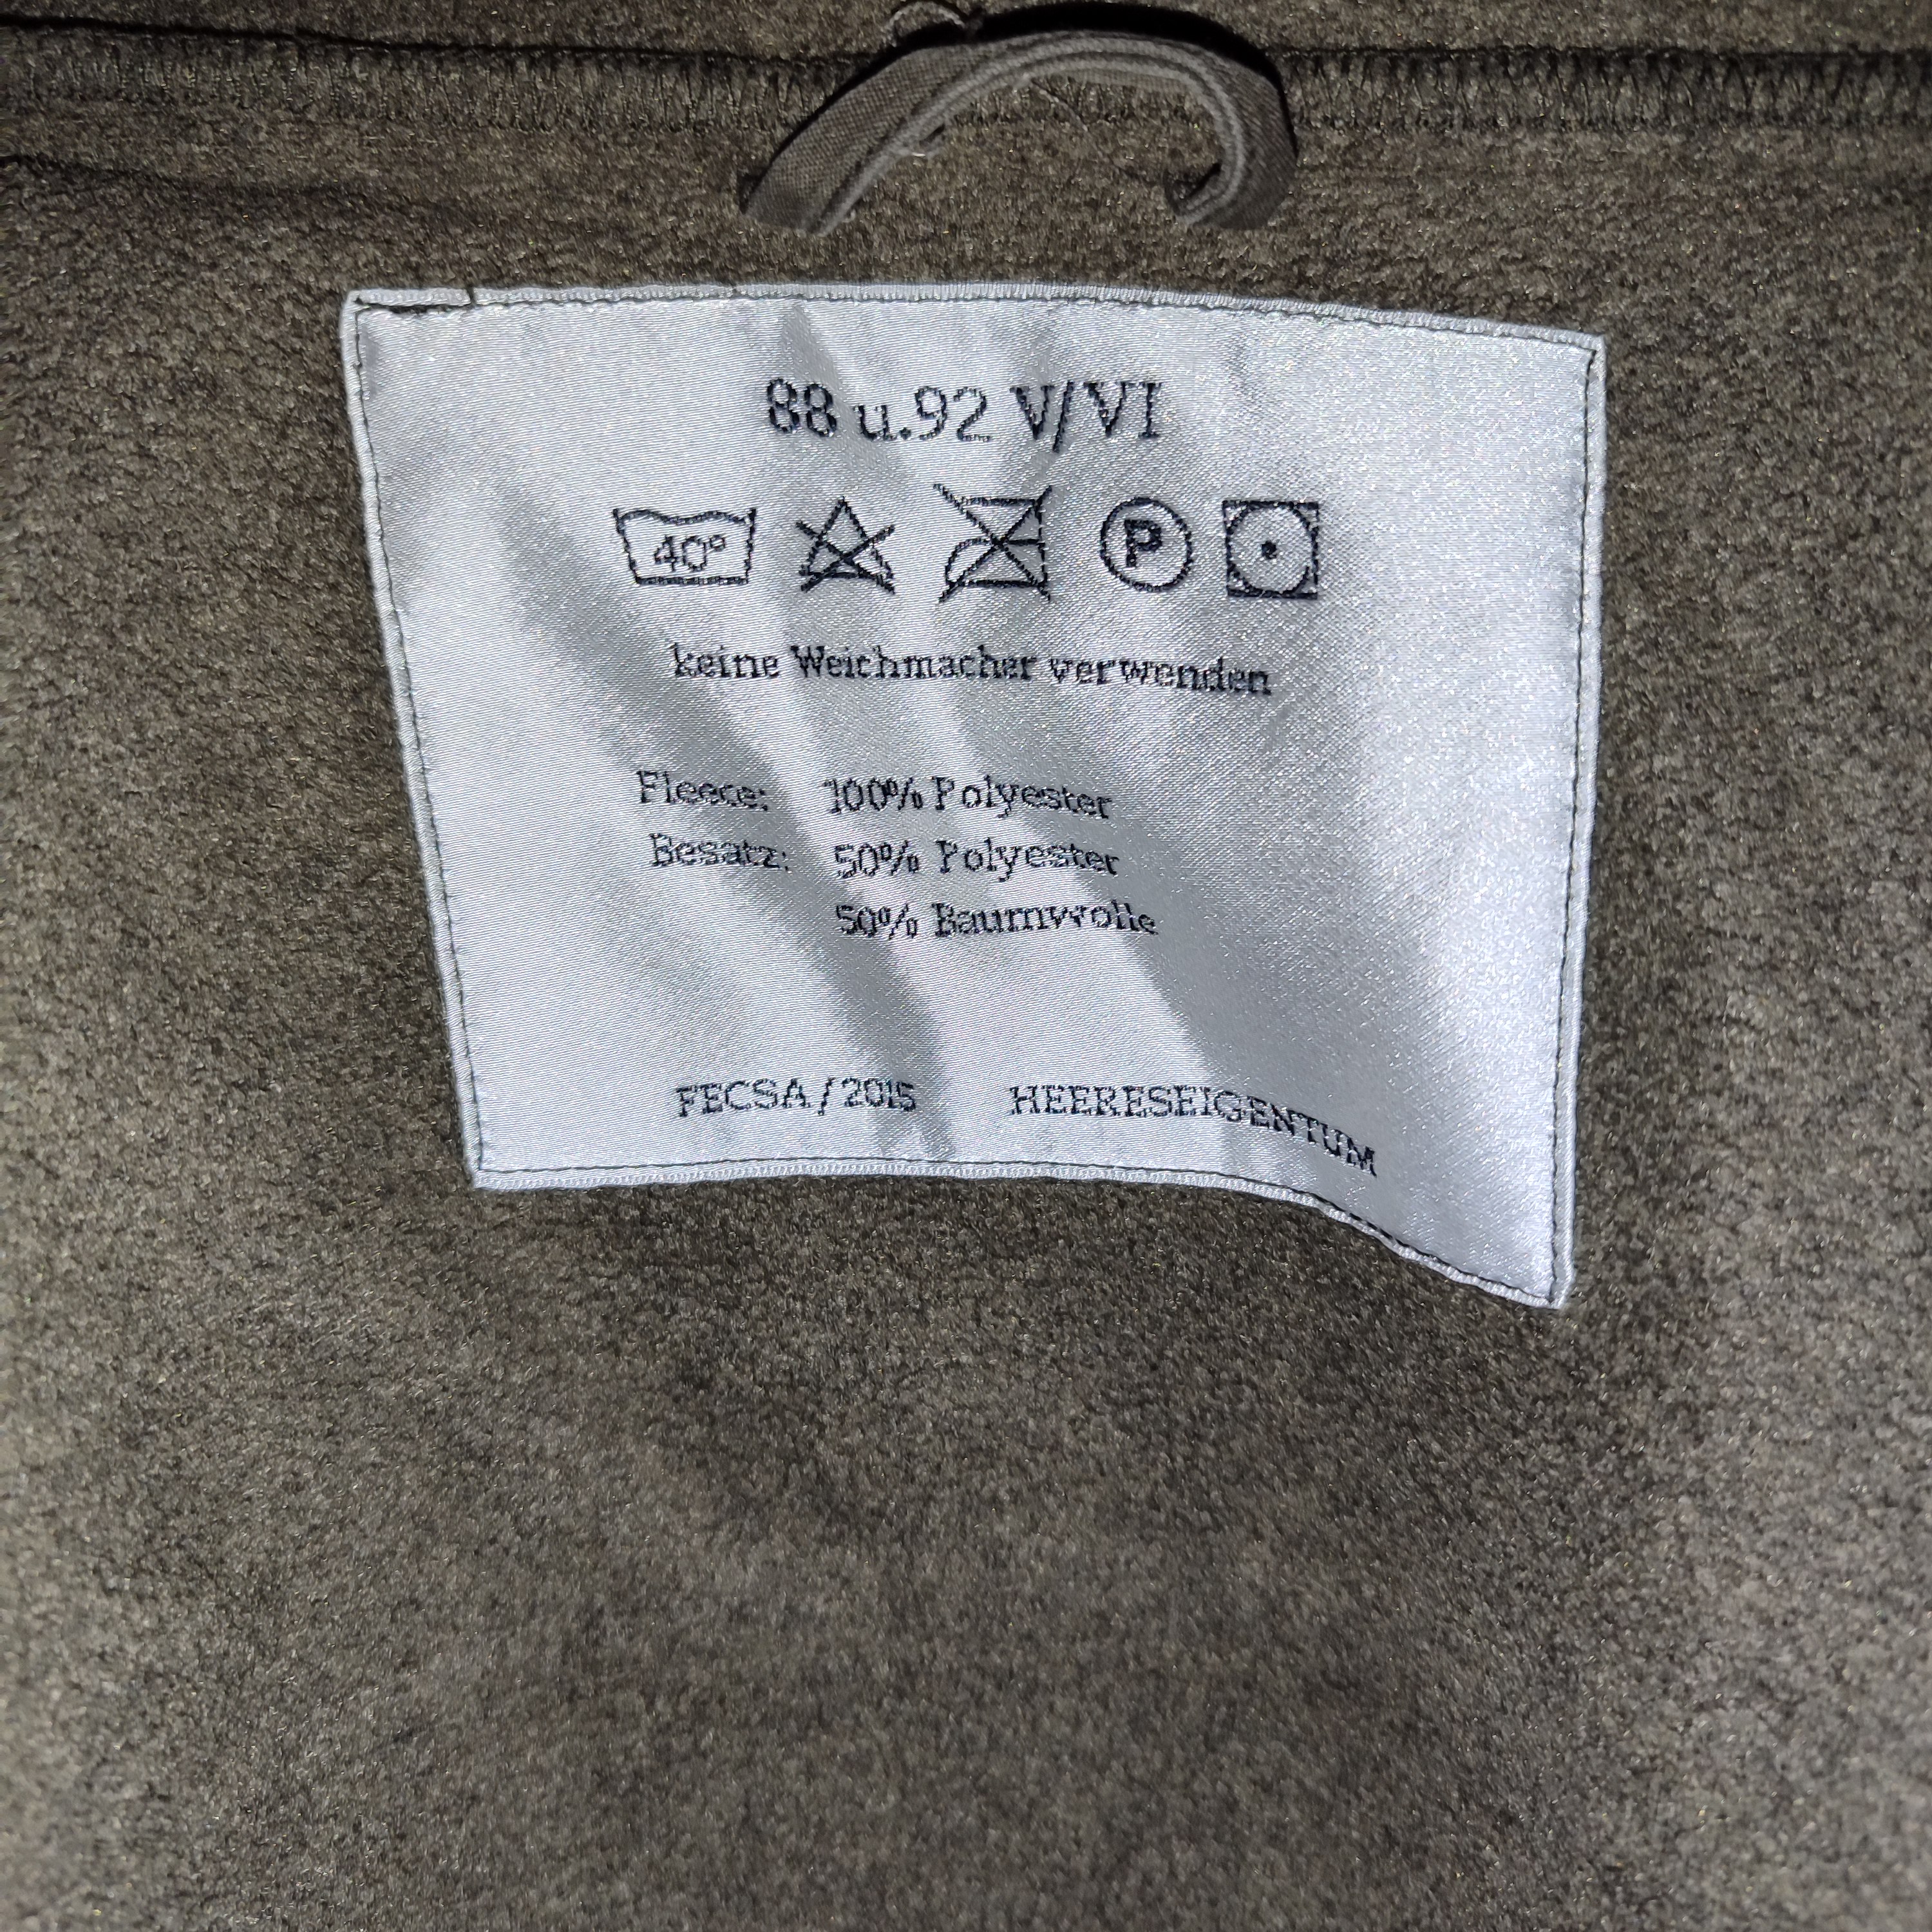 88 u.92 V/VI
40° P
keine Weichmacher verwenden
Fleece: 100% Polyester
Besatz: 50% Polyester
50% Baumwolle
FECSA / 2015 HEERESEIGENTUM